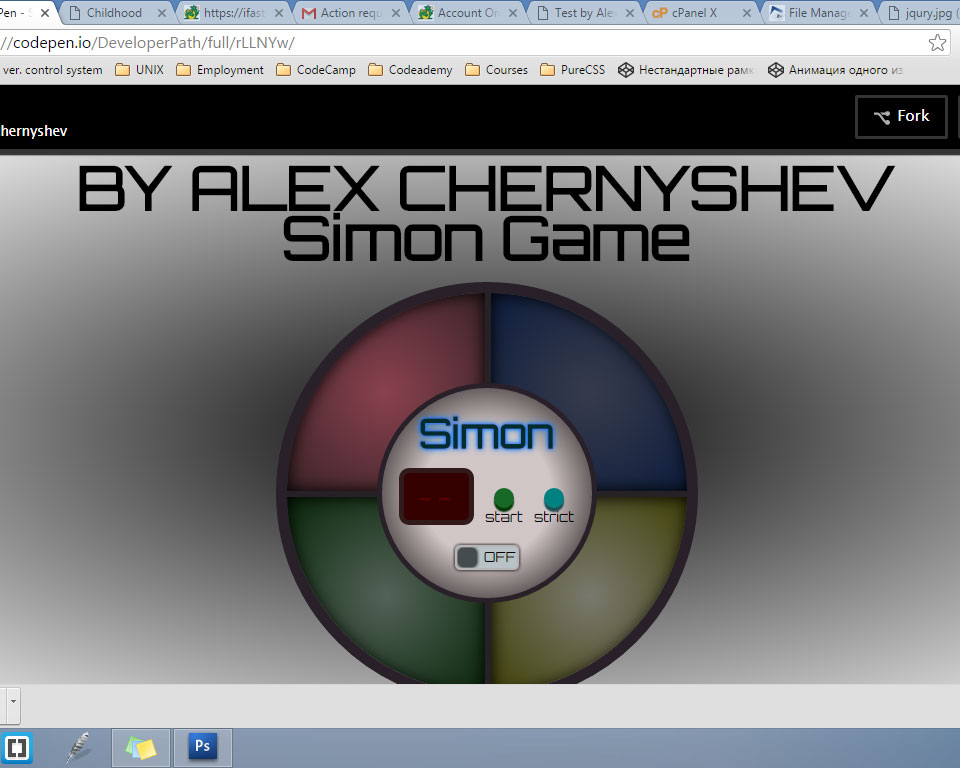 Pen - S Childhood https://ifast Action requ Account On Test by Ale cPanel X File Manage jqury.jpg (
//codepen.io/DeveloperPath/full/rLLNYw/
ver. control system UNIX Employment CodeCamp Codeademy Courses PureCSS Нестандартные рамк Анимация одного из
hernyshev
Fork
BY ALEX CHERNYSHEV
Simon Game
Simon
--
start strict
OFF
Ps